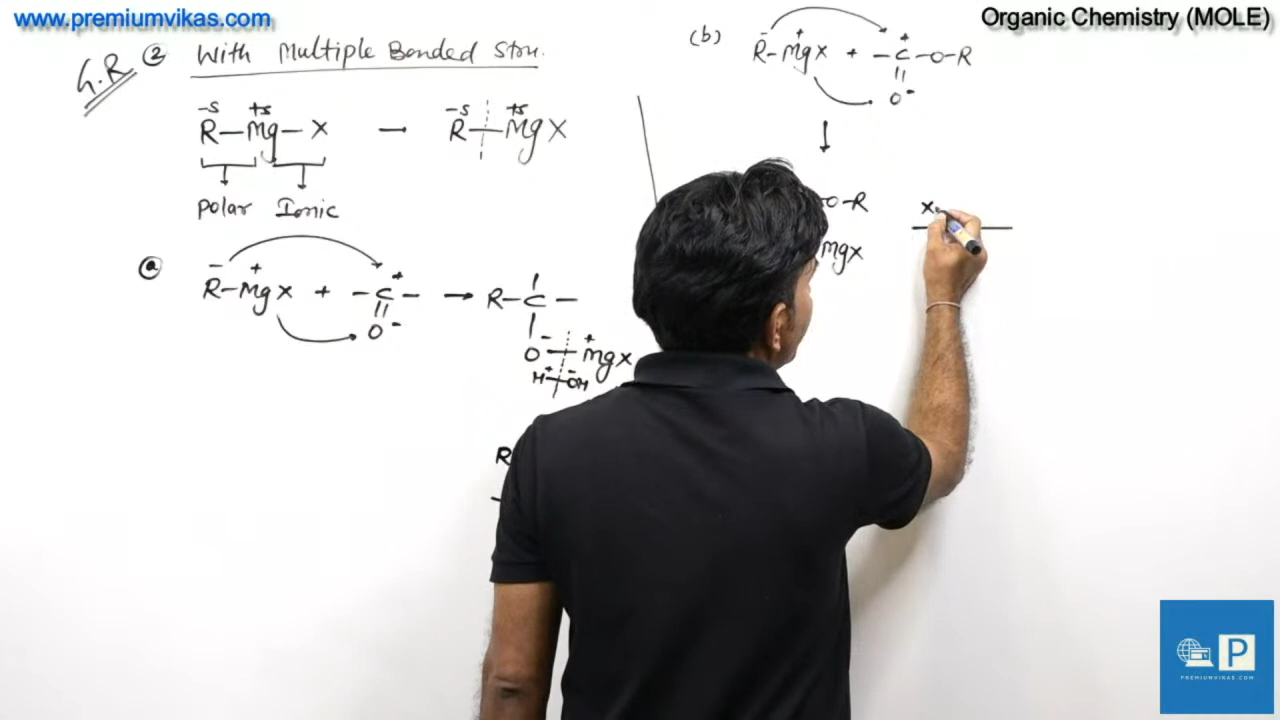 www.premiumvikas.com
Organic Chemistry (MOLE)
G.R ② With Multiple Bonded Stru.
-δ +δ
R—Mg—X — R—MgX
-δ +δ
Polar Ionic
ⓐ R—Mgx + —C— → R—C—
- + +
O -
O—Mgx
- +
H—OH
+ -
R
(b) R-Mgx + —C—O—R
- + +
O-
O-R
Mgx
X
P
PREMIUMVIKAS.COM